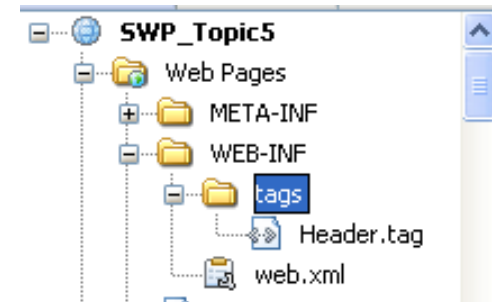 SWP_Topic5
Web Pages
META-INF
WEB-INF
tags
Header.tag
web.xml